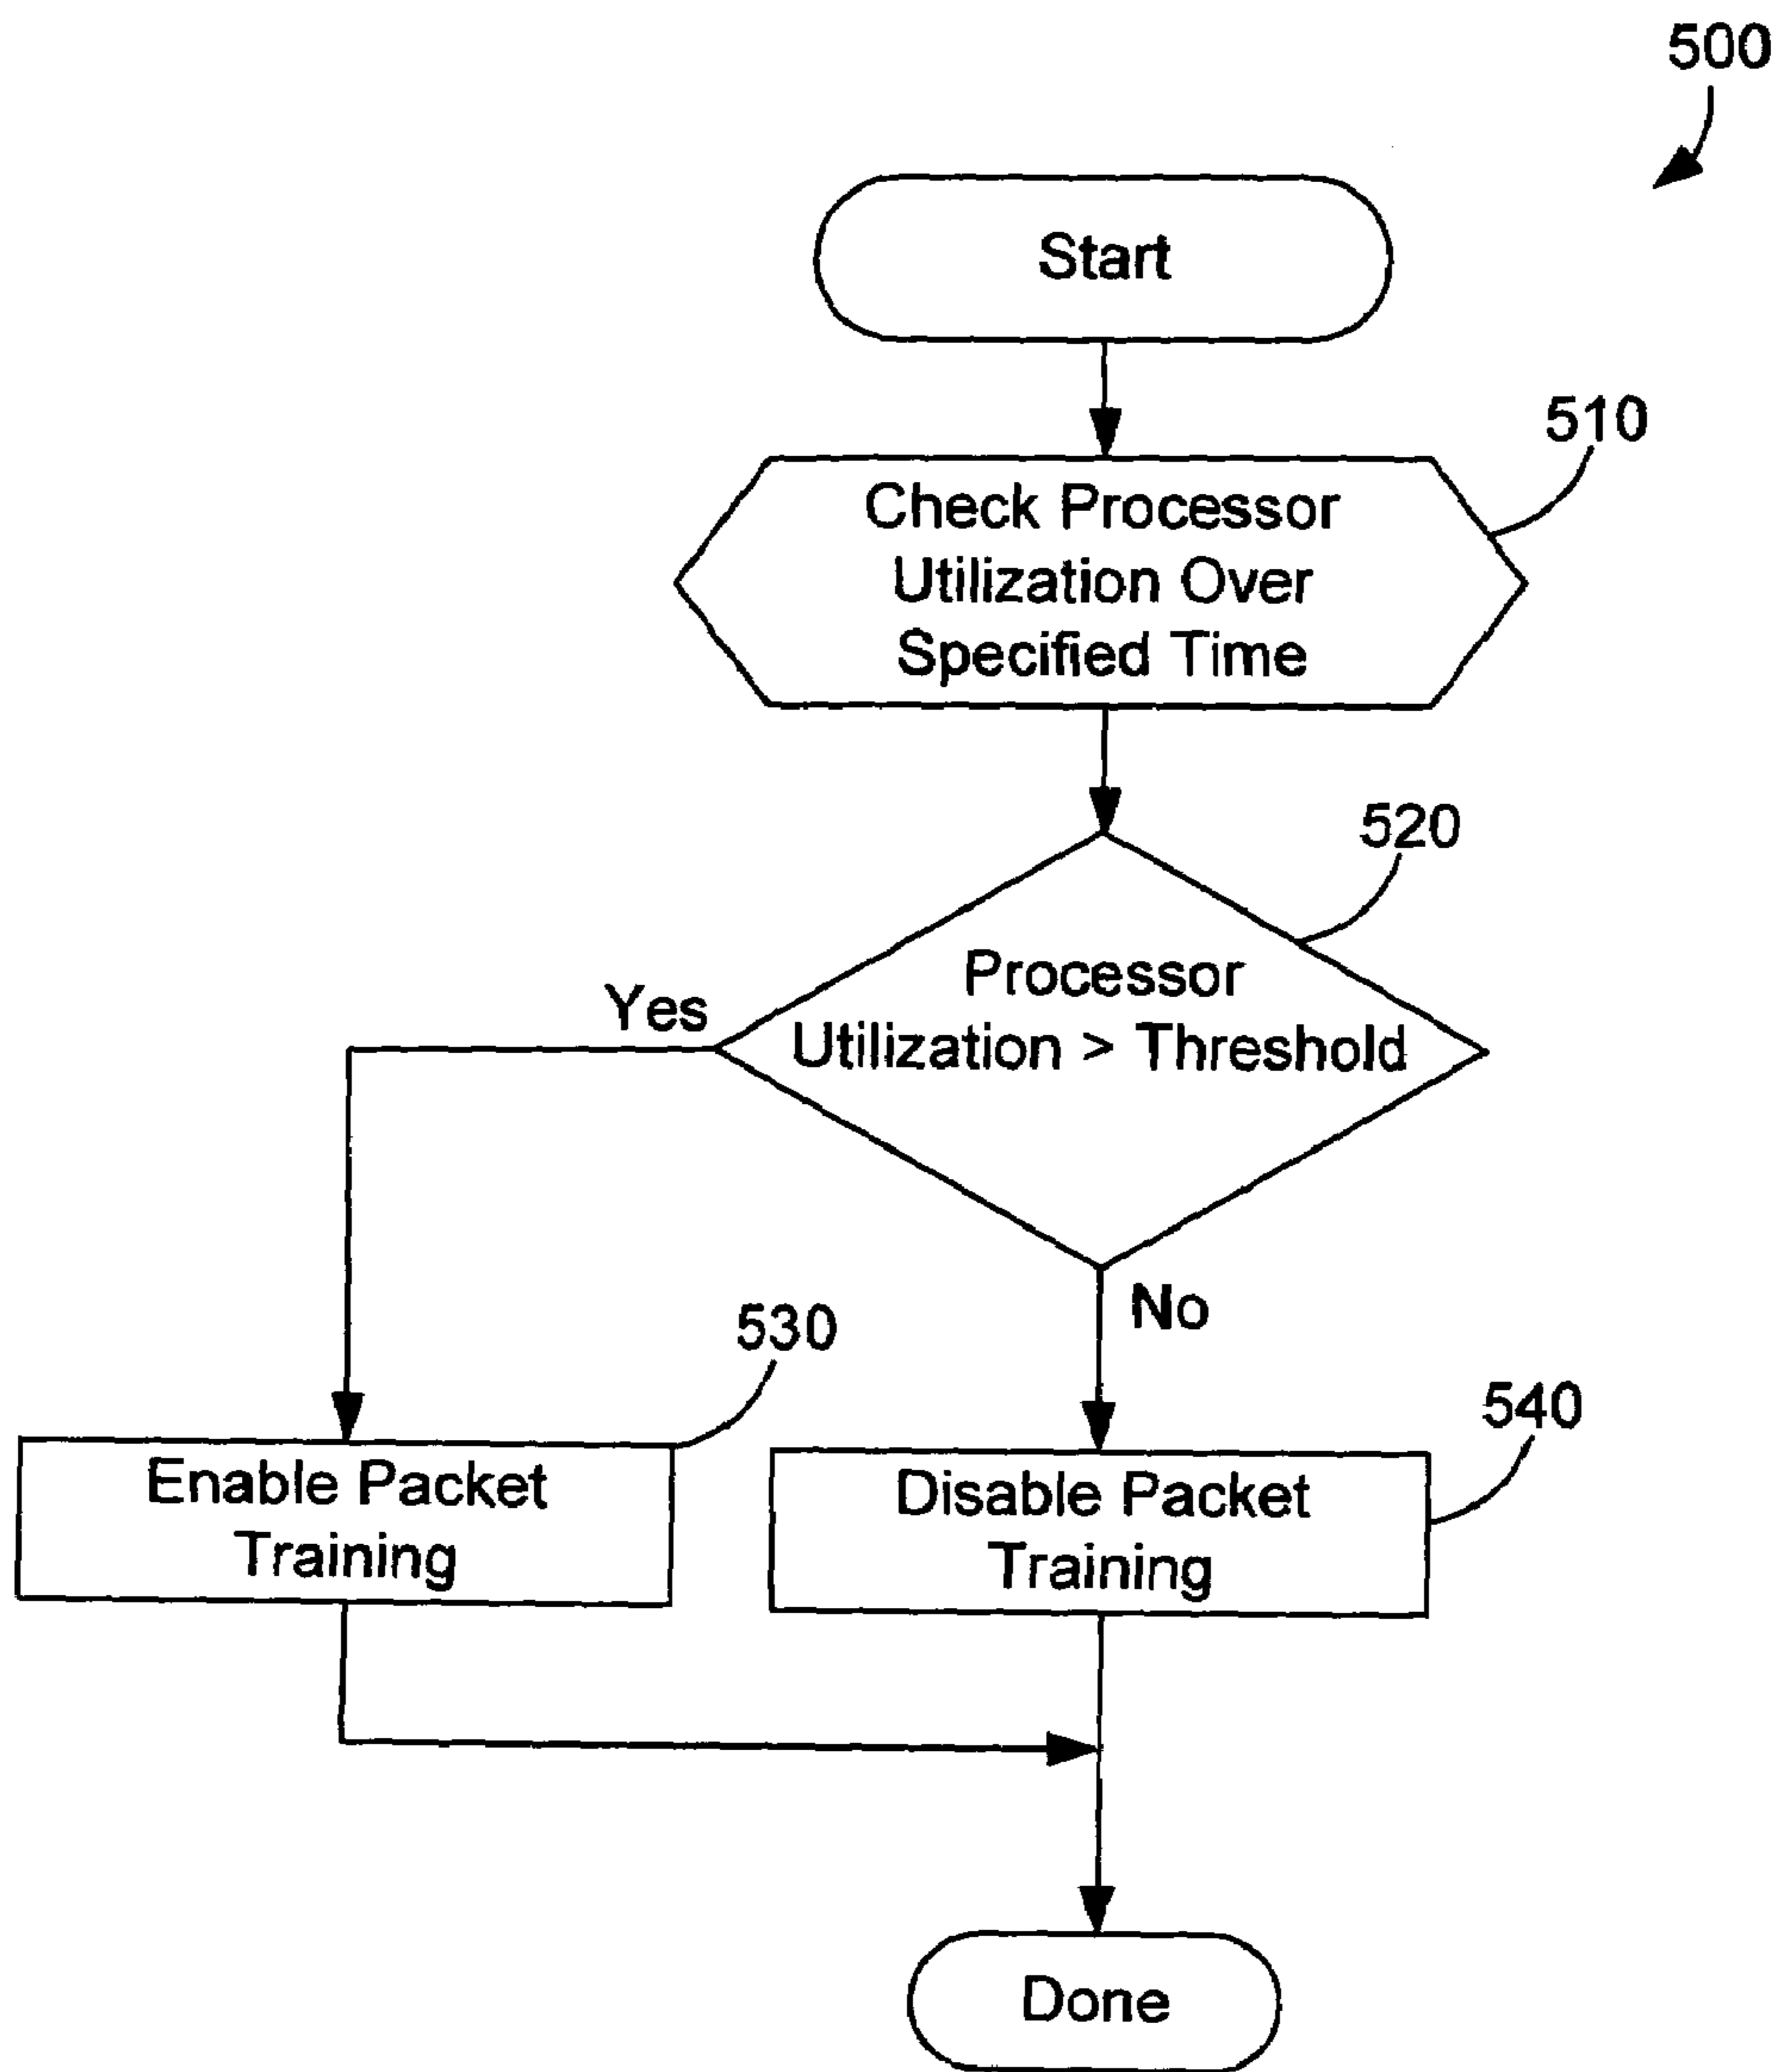 500
Start
510
Check Processor
Utilization Over
Specified Time
520
Processor
Utilization > Threshold
Yes
No
530
Enable Packet
Training
540
Disable Packet
Training
Done